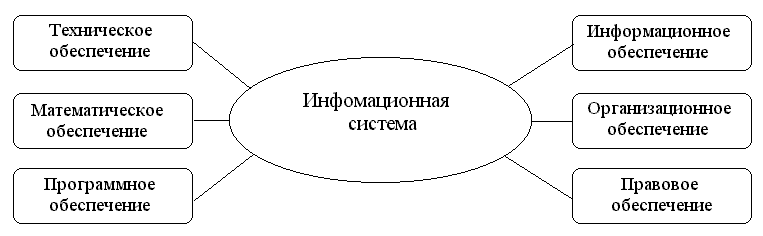 Техническое
обеспечение
Математическое
обеспечение
Программное
обеспечение
Инфомационная
система
Информационное
обеспечение
Организационное
обеспечение
Правовое
обеспечение